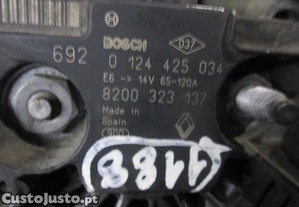 BOSCH 037
692 0 124 425 034
E6 -> 14V 65-120A
8200 323 137
Made in
Spain
1188
CustoJusto.pt